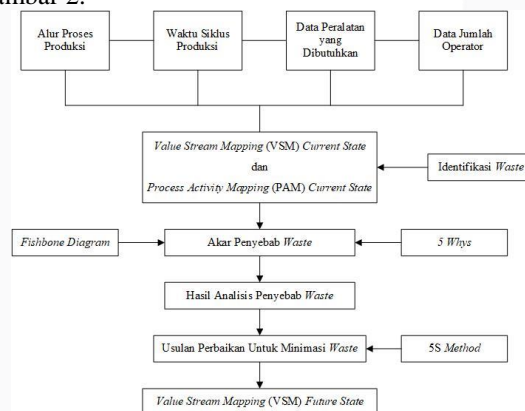 Gambar 2.
Alur Proses
Produksi
Waktu Siklus
Produksi
Data Peralatan
yang
Dibutuhkan
Data Jumlah
Operator
Value Stream Mapping (VSM) Current State
dan
Process Activity Mapping (PAM) Current State
Identifikasi Waste
Fishbone Diagram
Akar Penyebab Waste
5 Whys
Hasil Analisis Penyebab Waste
Usulan Perbaikan Untuk Minimasi Waste
5S Method
Value Stream Mapping (VSM) Future State